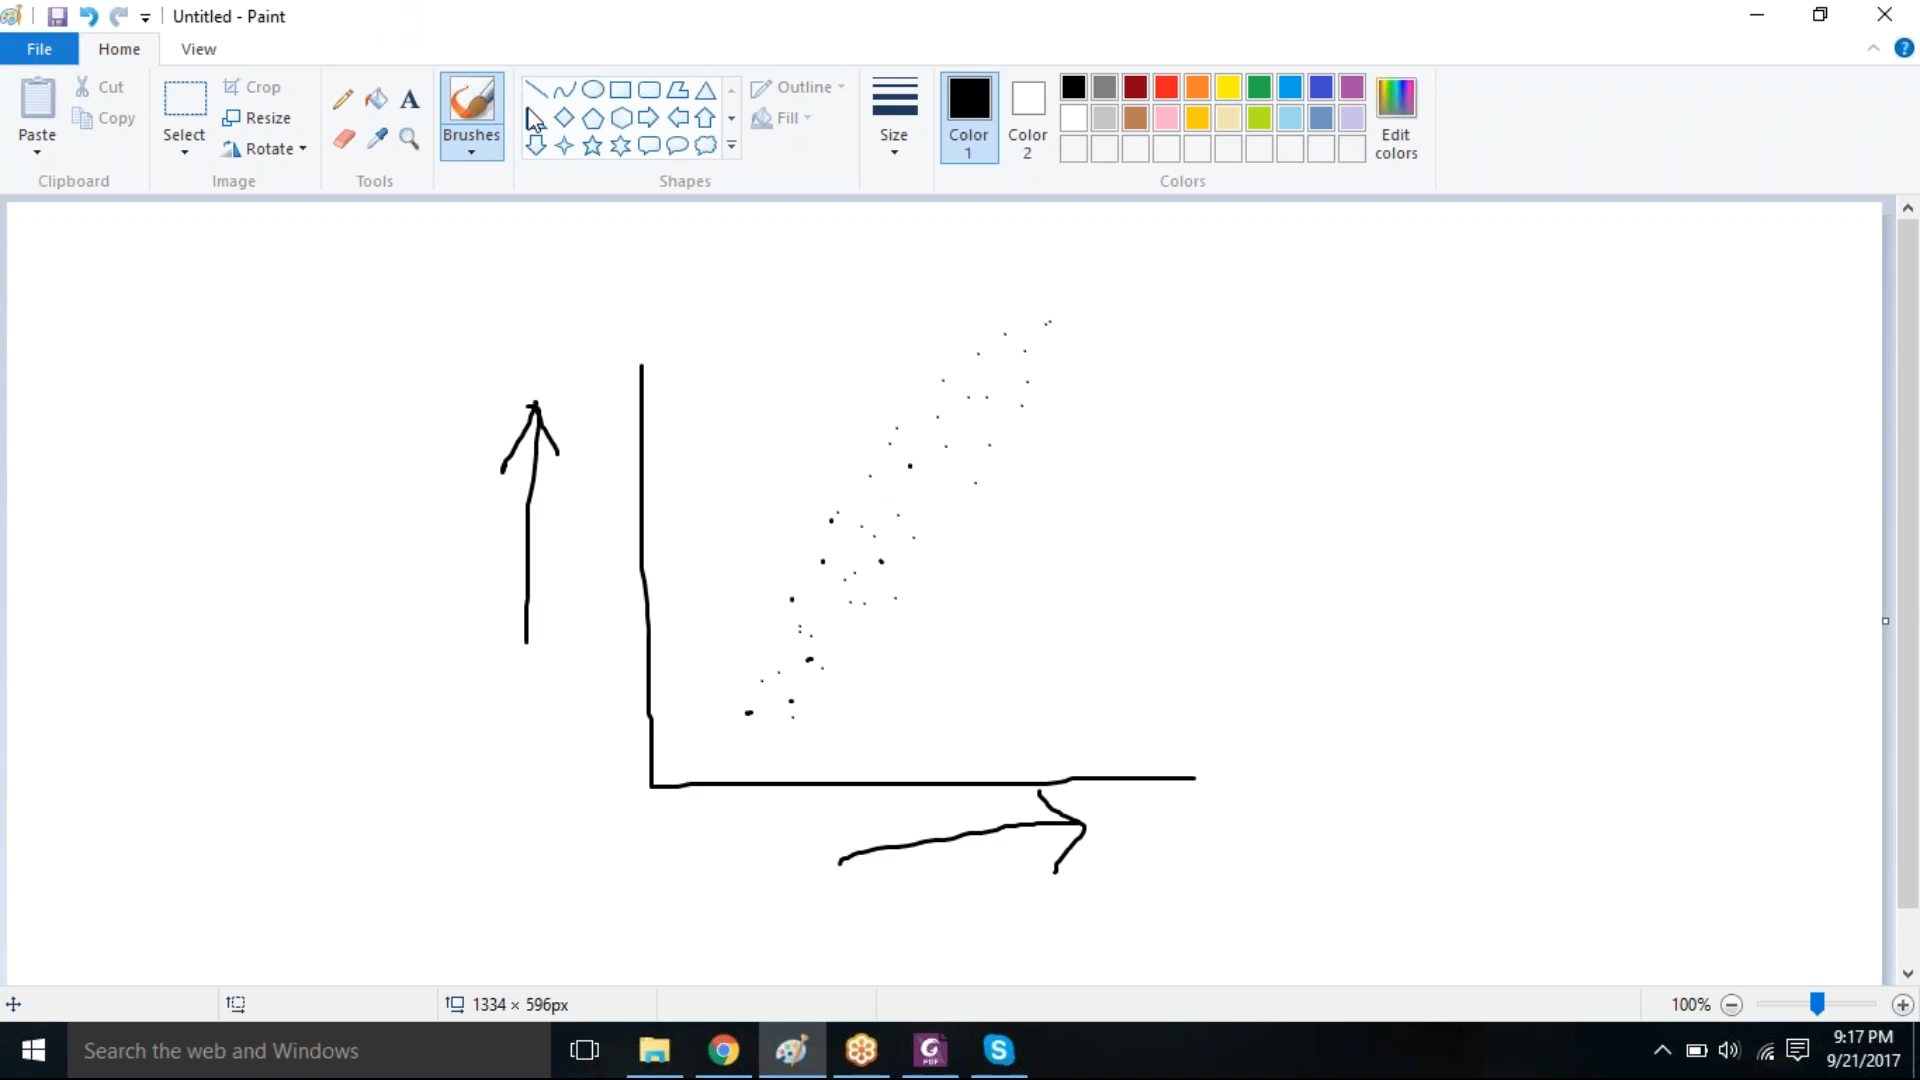 Untitled - Paint
File Home View
Paste
Cut
Copy
Clipboard
Select
Crop
Resize
Rotate
Image
A
Tools
Brushes
Shapes
Outline
Fill
Size
Color 1
Color 2
Edit colors
Colors
1334 × 596px
100%
Search the web and Windows
PDF
9:17 PM
9/21/2017